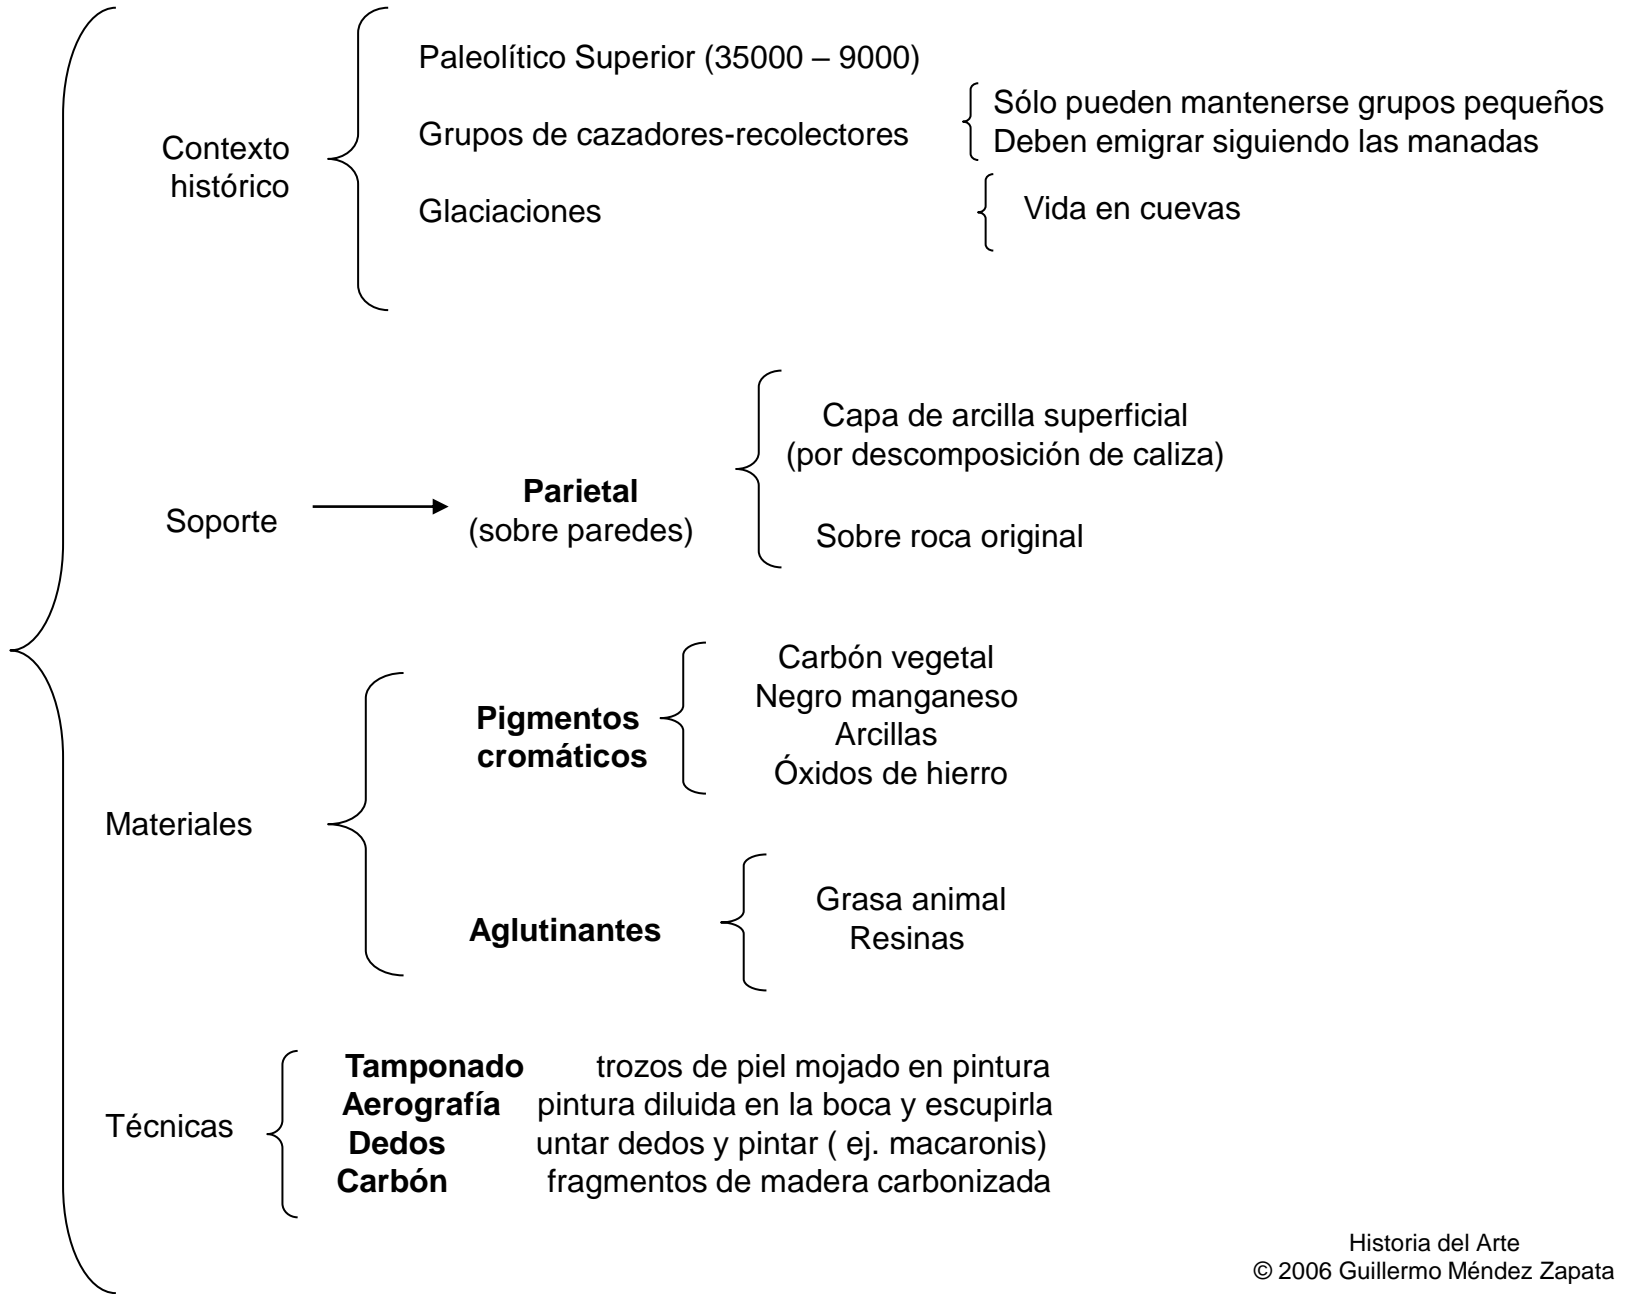 Contexto
histórico
Paleolítico Superior (35000 – 9000)
Grupos de cazadores-recolectores
Sólo pueden mantenerse grupos pequeños
Deben emigrar siguiendo las manadas
Glaciaciones
Vida en cuevas
Soporte
Parietal
(sobre paredes)
Capa de arcilla superficial
(por descomposición de caliza)
Sobre roca original
Materiales
Pigmentos
cromáticos
Carbón vegetal
Negro manganeso
Arcillas
Óxidos de hierro
Aglutinantes
Grasa animal
Resinas
Técnicas
Tamponado trozos de piel mojado en pintura
Aerografía pintura diluida en la boca y escupirla
Dedos untar dedos y pintar ( ej. macaronis)
Carbón fragmentos de madera carbonizada
Historia del Arte
© 2006 Guillermo Méndez Zapata